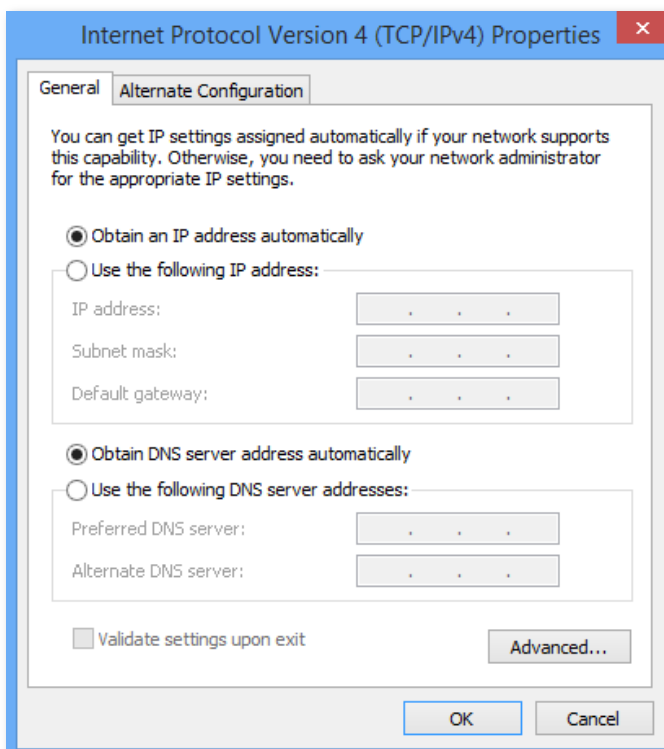 Internet Protocol Version 4 (TCP/IPv4) Properties
General
Alternate Configuration
You can get IP settings assigned automatically if your network supports
this capability. Otherwise, you need to ask your network administrator
for the appropriate IP settings.
Obtain an IP address automatically
Use the following IP address:
IP address:
Subnet mask:
Default gateway:
Obtain DNS server address automatically
Use the following DNS server addresses:
Preferred DNS server:
Alternate DNS server:
Validate settings upon exit
Advanced...
OK
Cancel